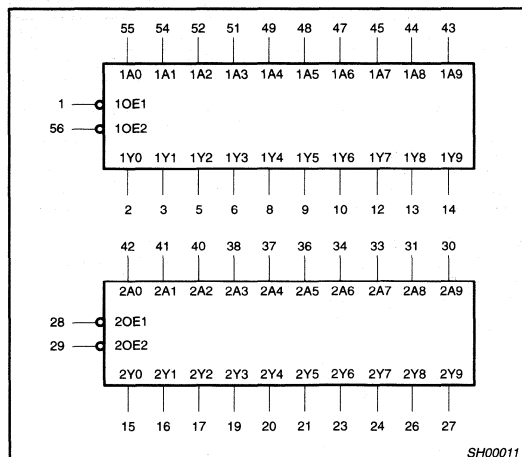 55 54 52 51 49 48 47 45 44 43
1A0 1A1 1A2 1A3 1A4 1A5 1A6 1A7 1A8 1A9
1 1OE1
56 1OE2
1Y0 1Y1 1Y2 1Y3 1Y4 1Y5 1Y6 1Y7 1Y8 1Y9
2 3 5 6 8 9 10 12 13 14
42 41 40 38 37 36 34 33 31 30
2A0 2A1 2A2 2A3 2A4 2A5 2A6 2A7 2A8 2A9
28 2OE1
29 2OE2
2Y0 2Y1 2Y2 2Y3 2Y4 2Y5 2Y6 2Y7 2Y8 2Y9
15 16 17 19 20 21 23 24 26 27
SH00011